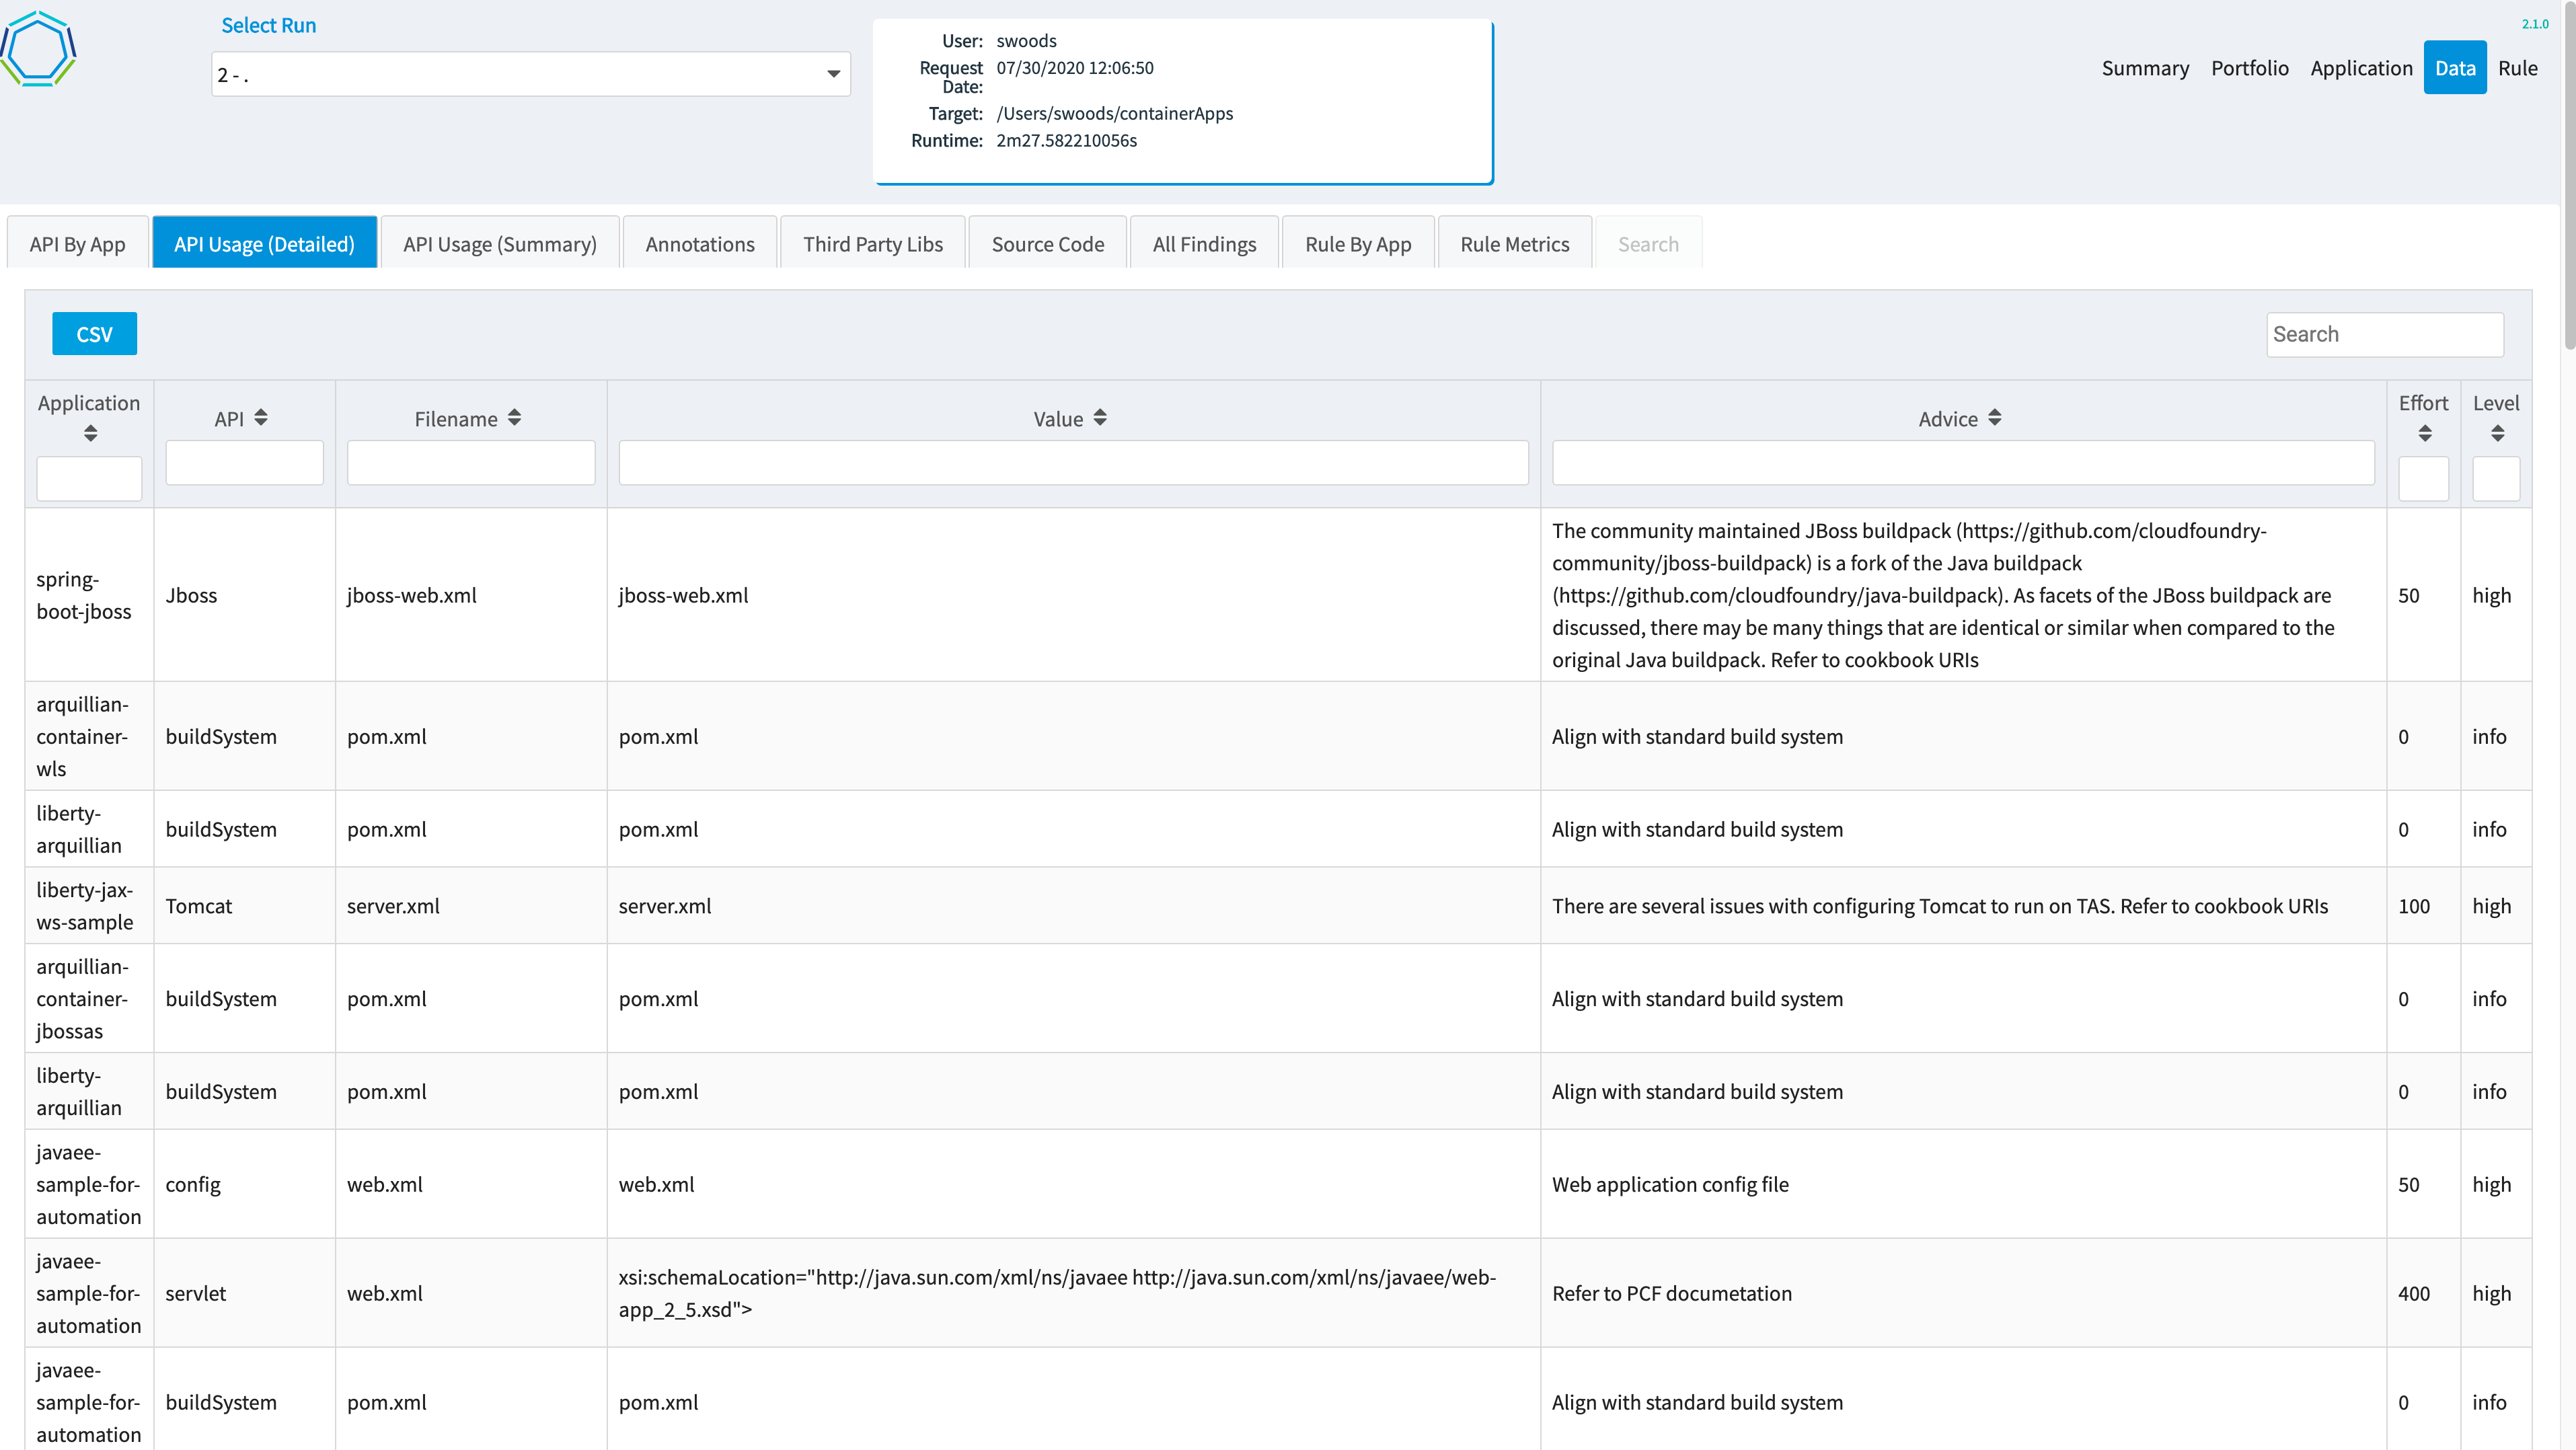 Select Run
2 - .
User: swoods
Request Date: 07/30/2020 12:06:50
Target: /Users/swoods/containerApps
Runtime: 2m27.582210056s
2.1.0
Summary Portfolio Application Data Rule
API By App API Usage (Detailed) API Usage (Summary) Annotations Third Party Libs Source Code All Findings Rule By App Rule Metrics Search
CSV
Search
Application API Filename Value Advice Effort Level
spring-
boot-jboss
Jboss
jboss-web.xml
jboss-web.xml
The community maintained JBoss buildpack (https://github.com/cloudfoundry-
community/jboss-buildpack) is a fork of the Java buildpack
(https://github.com/cloudfoundry/java-buildpack). As facets of the JBoss buildpack are
discussed, there may be many things that are identical or similar when compared to the
original Java buildpack. Refer to cookbook URIs
50
high
arquillian-
container-
wls
buildSystem
pom.xml
pom.xml
Align with standard build system
0
info
liberty-
arquillian
buildSystem
pom.xml
pom.xml
Align with standard build system
0
info
liberty-jax-
ws-sample
Tomcat
server.xml
server.xml
There are several issues with configuring Tomcat to run on TAS. Refer to cookbook URIs
100
high
arquillian-
container-
jbossas
buildSystem
pom.xml
pom.xml
Align with standard build system
0
info
liberty-
arquillian
buildSystem
pom.xml
pom.xml
Align with standard build system
0
info
javaee-
sample-for-
automation
config
web.xml
web.xml
Web application config file
50
high
javaee-
sample-for-
automation
servlet
web.xml
xsi:schemaLocation="http://java.sun.com/xml/ns/javaee http://java.sun.com/xml/ns/javaee/web-
app_2_5.xsd">
Refer to PCF documetation
400
high
javaee-
sample-for-
automation
buildSystem
pom.xml
pom.xml
Align with standard build system
0
info